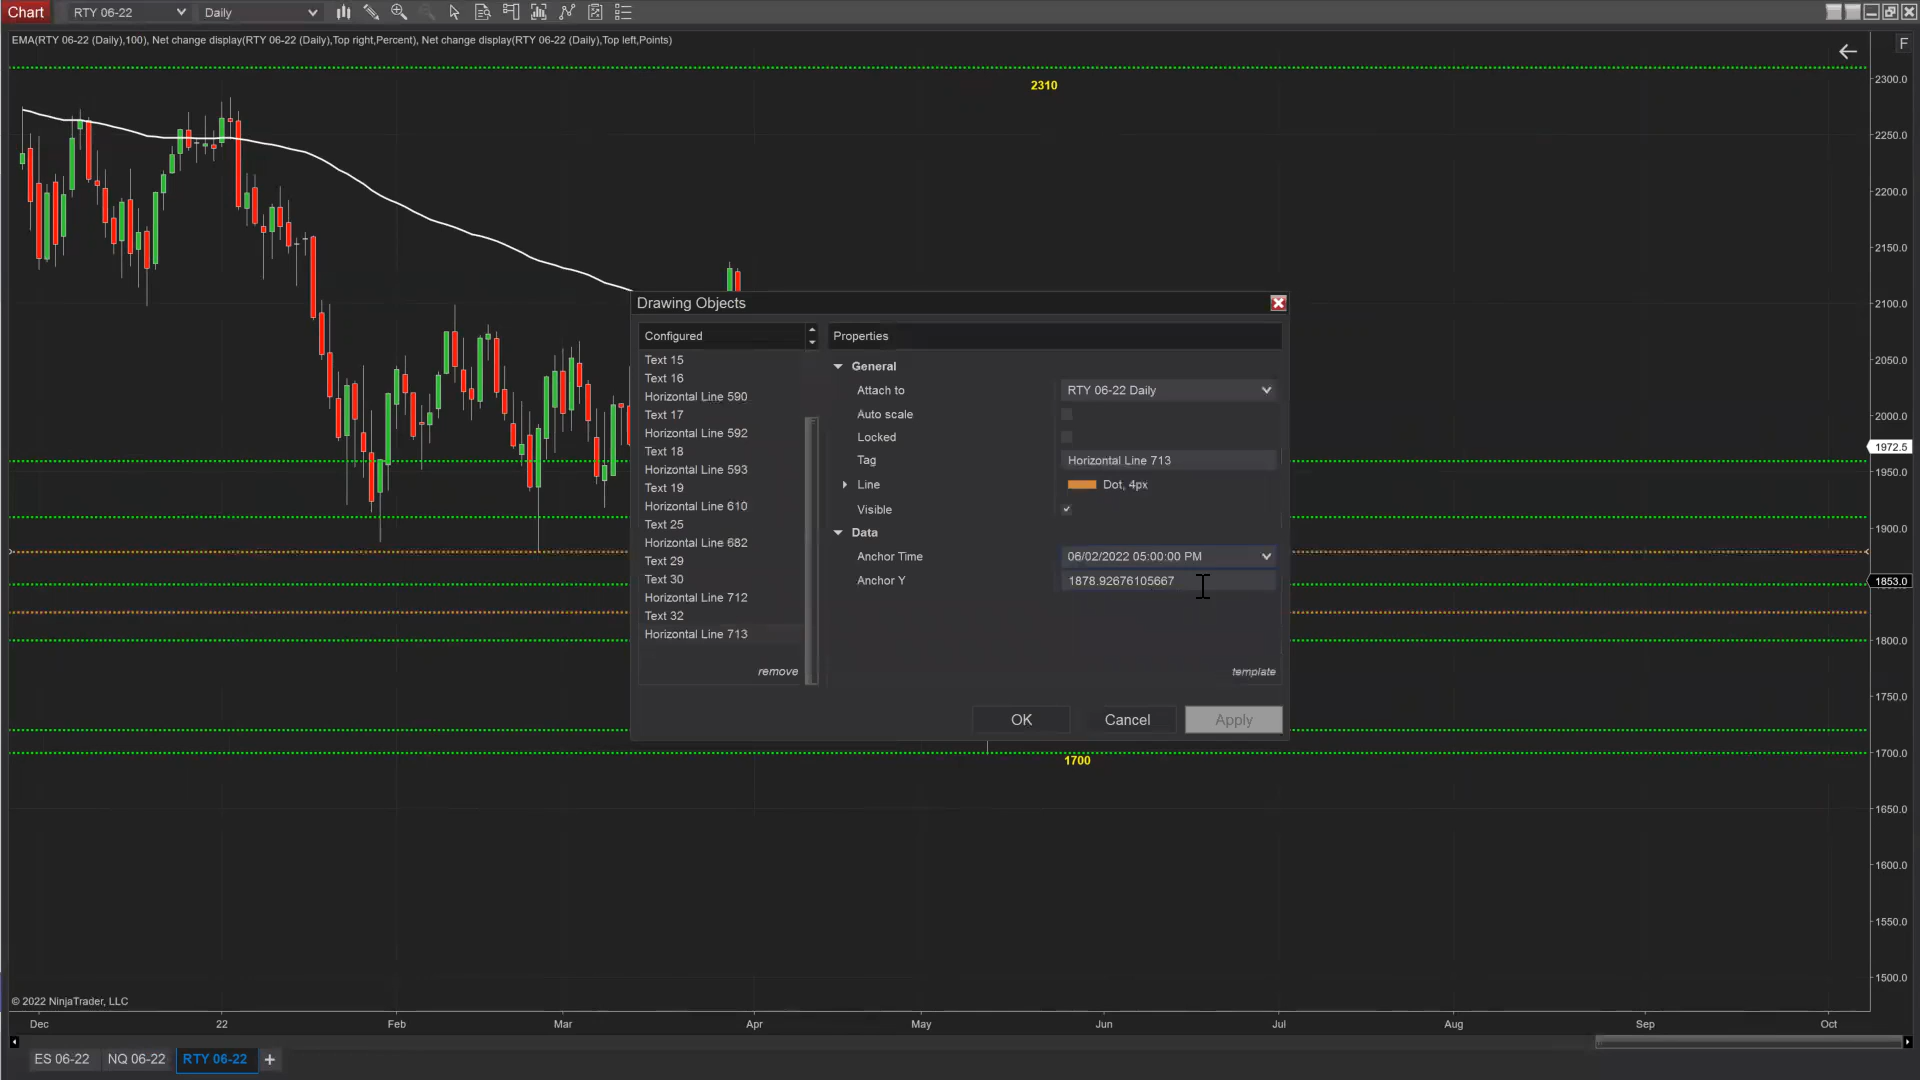 Chart
RTY 06-22
Daily
EMA(RTY 06-22 (Daily),100), Net change display(RTY 06-22 (Daily),Top right,Percent), Net change display(RTY 06-22 (Daily),Top left,Points)
F
2310
2300.0
2250.0
2200.0
2150.0
2100.0
2050.0
2000.0
1972.5
1950.0
1900.0
1853.0
1800.0
1750.0
1700.0
1650.0
1600.0
1550.0
1500.0
Drawing Objects
Configured
Text 15
Text 16
Horizontal Line 590
Text 17
Horizontal Line 592
Text 18
Horizontal Line 593
Text 19
Horizontal Line 610
Text 25
Horizontal Line 682
Text 29
Text 30
Horizontal Line 712
Text 32
Horizontal Line 713
remove
Properties
General
Attach to
RTY 06-22 Daily
Auto scale
Locked
Tag
Horizontal Line 713
Line
Dot, 4px
Visible
Data
Anchor Time
06/02/2022 05:00:00 PM
Anchor Y
1878.92676105667
template
OK
Cancel
Apply
1700
© 2022 NinjaTrader, LLC
Dec
22
Feb
Mar
Apr
May
Jun
Jul
Aug
Sep
Oct
ES 06-22
NQ 06-22
RTY 06-22
+